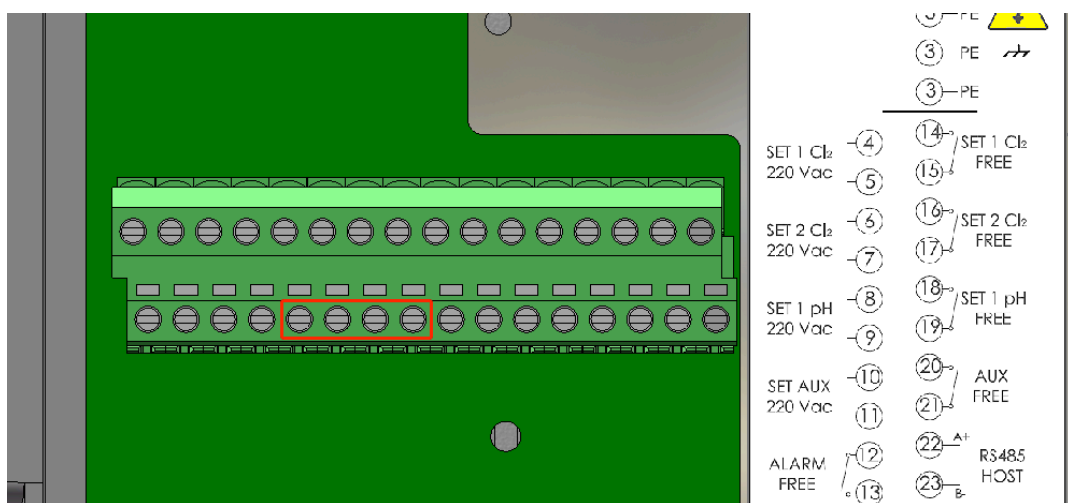 3 PE
3 PE
3 PE
SET 1 Cl₂
220 Vac
4
5
14
15
SET 1 Cl₂
FREE
SET 2 Cl₂
220 Vac
6
7
16
17
SET 2 Cl₂
FREE
SET 1 pH
220 Vac
8
9
18
19
SET 1 pH
FREE
SET AUX
220 Vac
10
11
20
21
AUX
FREE
ALARM
FREE
12
13
22 A+
23 B-
RS485
HOST